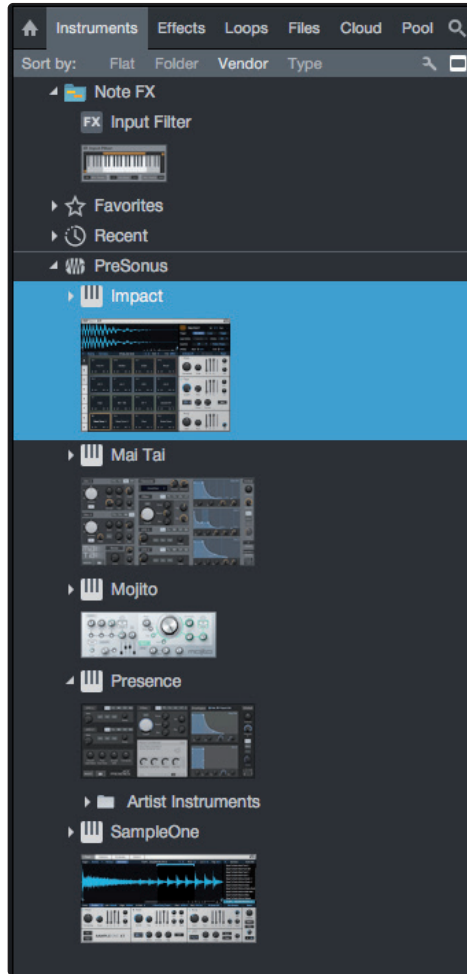 Instruments Effects Loops Files Cloud Pool
Sort by: Flat Folder Vendor Type
Note FX
FX Input Filter
Favorites
Recent
PreSonus
Impact
Mai Tai
Mojito
Presence
Artist Instruments
SampleOne